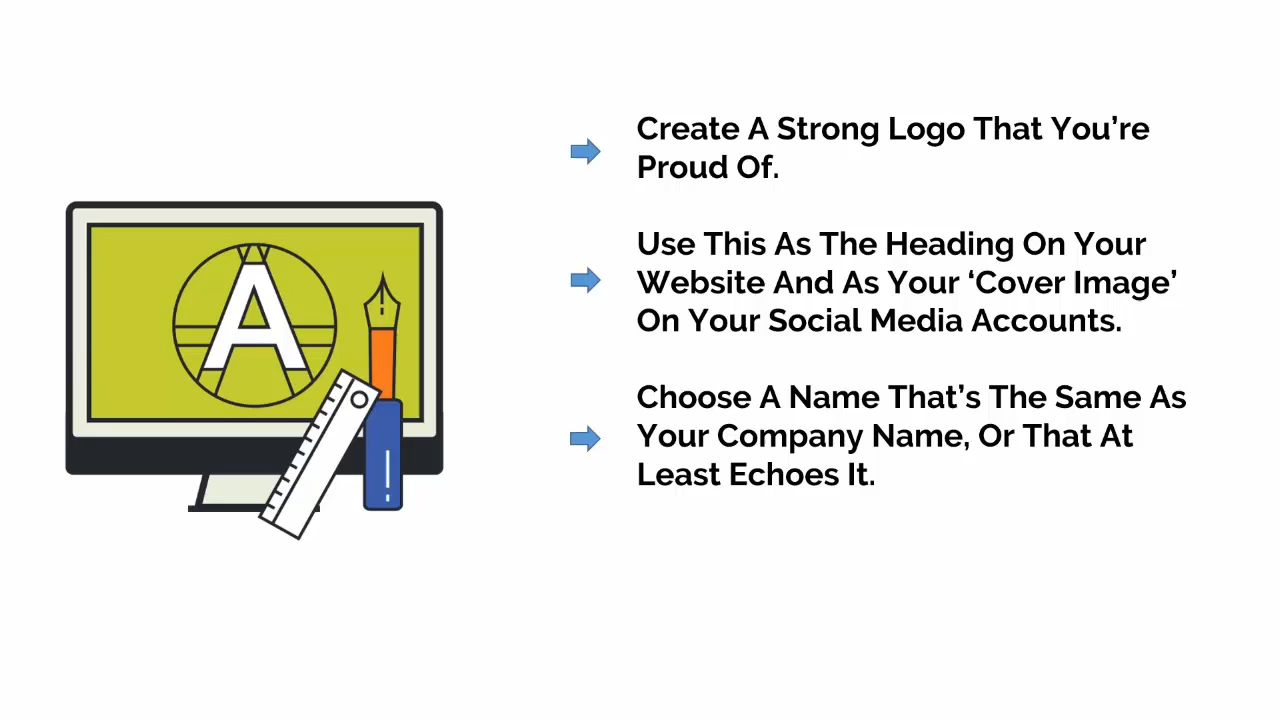 A
Create A Strong Logo That You’re
Proud Of.
Use This As The Heading On Your
Website And As Your ‘Cover Image’
On Your Social Media Accounts.
Choose A Name That’s The Same As
Your Company Name, Or That At
Least Echoes It.